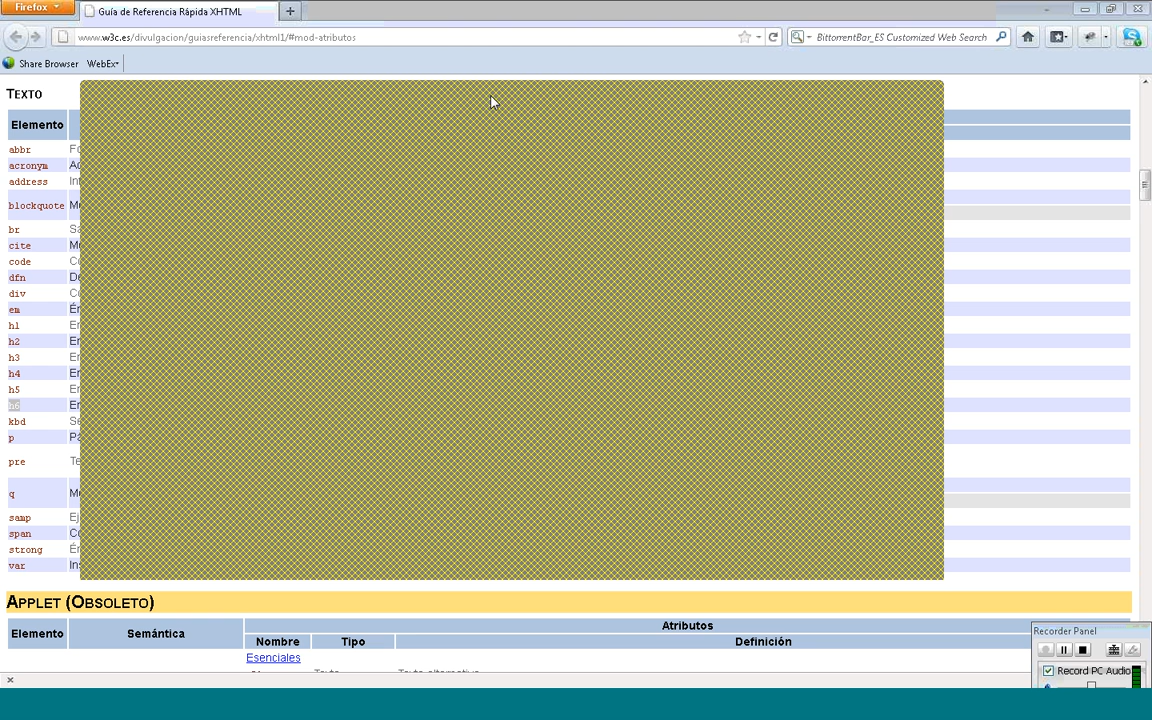 Firefox
Guía de Referencia Rápida XHTML
www.w3c.es/divulgacion/guiasreferencia/xhtml1/#mod-atributos
BittorrentBar_ES Customized Web Search
Share Browser WebEx
Texto
Elemento
abbr
acronym
address
blockquote
br
cite
code
dfn
div
em
h1
h2
h3
h4
h5
h6
kbd
p
pre
q
samp
span
strong
var
Applet (Obsoleto)
Elemento Semántica Atributos
Nombre Tipo Definición
Esenciales
Recorder Panel
Record PC Audio